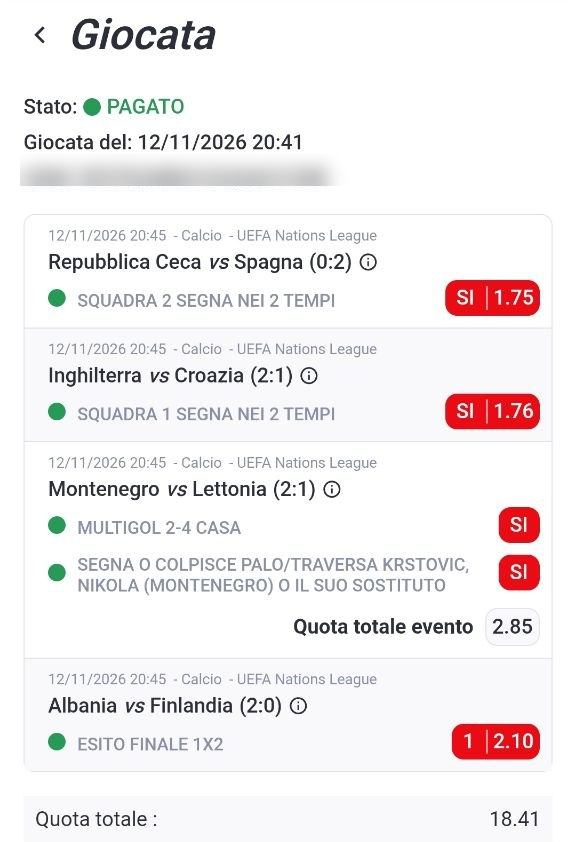 Giocata
Stato: PAGATO
Giocata del: 12/11/2026 20:41
12/11/2026 20:45 - Calcio - UEFA Nations League
Repubblica Ceca vs Spagna (0:2)
SQUADRA 2 SEGNA NEI 2 TEMPI SI 1.75
12/11/2026 20:45 - Calcio - UEFA Nations League
Inghilterra vs Croazia (2:1)
SQUADRA 1 SEGNA NEI 2 TEMPI SI 1.76
12/11/2026 20:45 - Calcio - UEFA Nations League
Montenegro vs Lettonia (2:1)
MULTIGOL 2-4 CASA SI
SEGNA O COLPISCE PALO/TRAVERSA KRSTOVIC, SI
NIKOLA (MONTENEGRO) O IL SUO SOSTITUTO
Quota totale evento 2.85
12/11/2026 20:45 - Calcio - UEFA Nations League
Albania vs Finlandia (2:0)
ESITO FINALE 1X2 1 2.10
Quota totale : 18.41